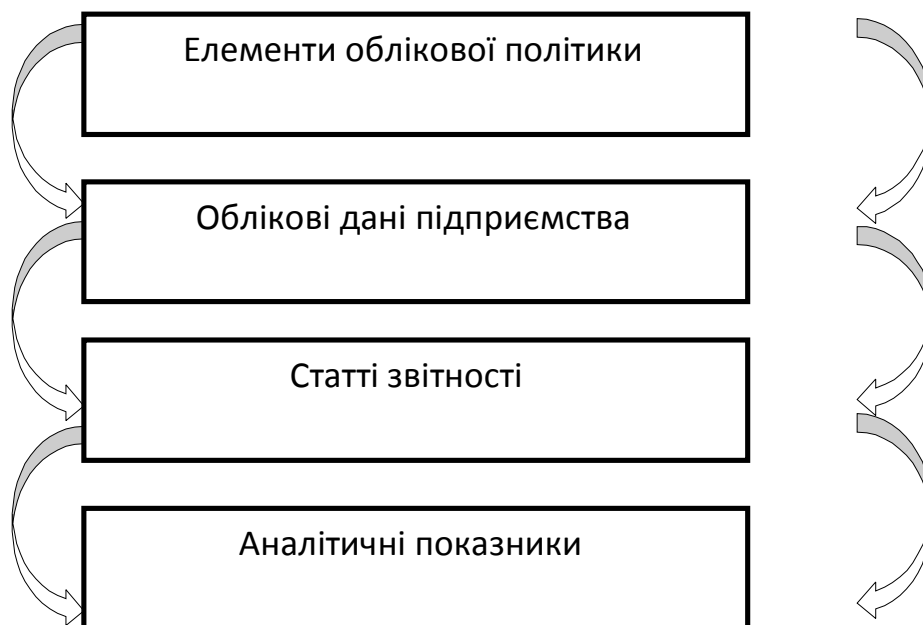 Елементи облікової політики
Облікові дані підприємства
Статті звітності
Аналітичні показники